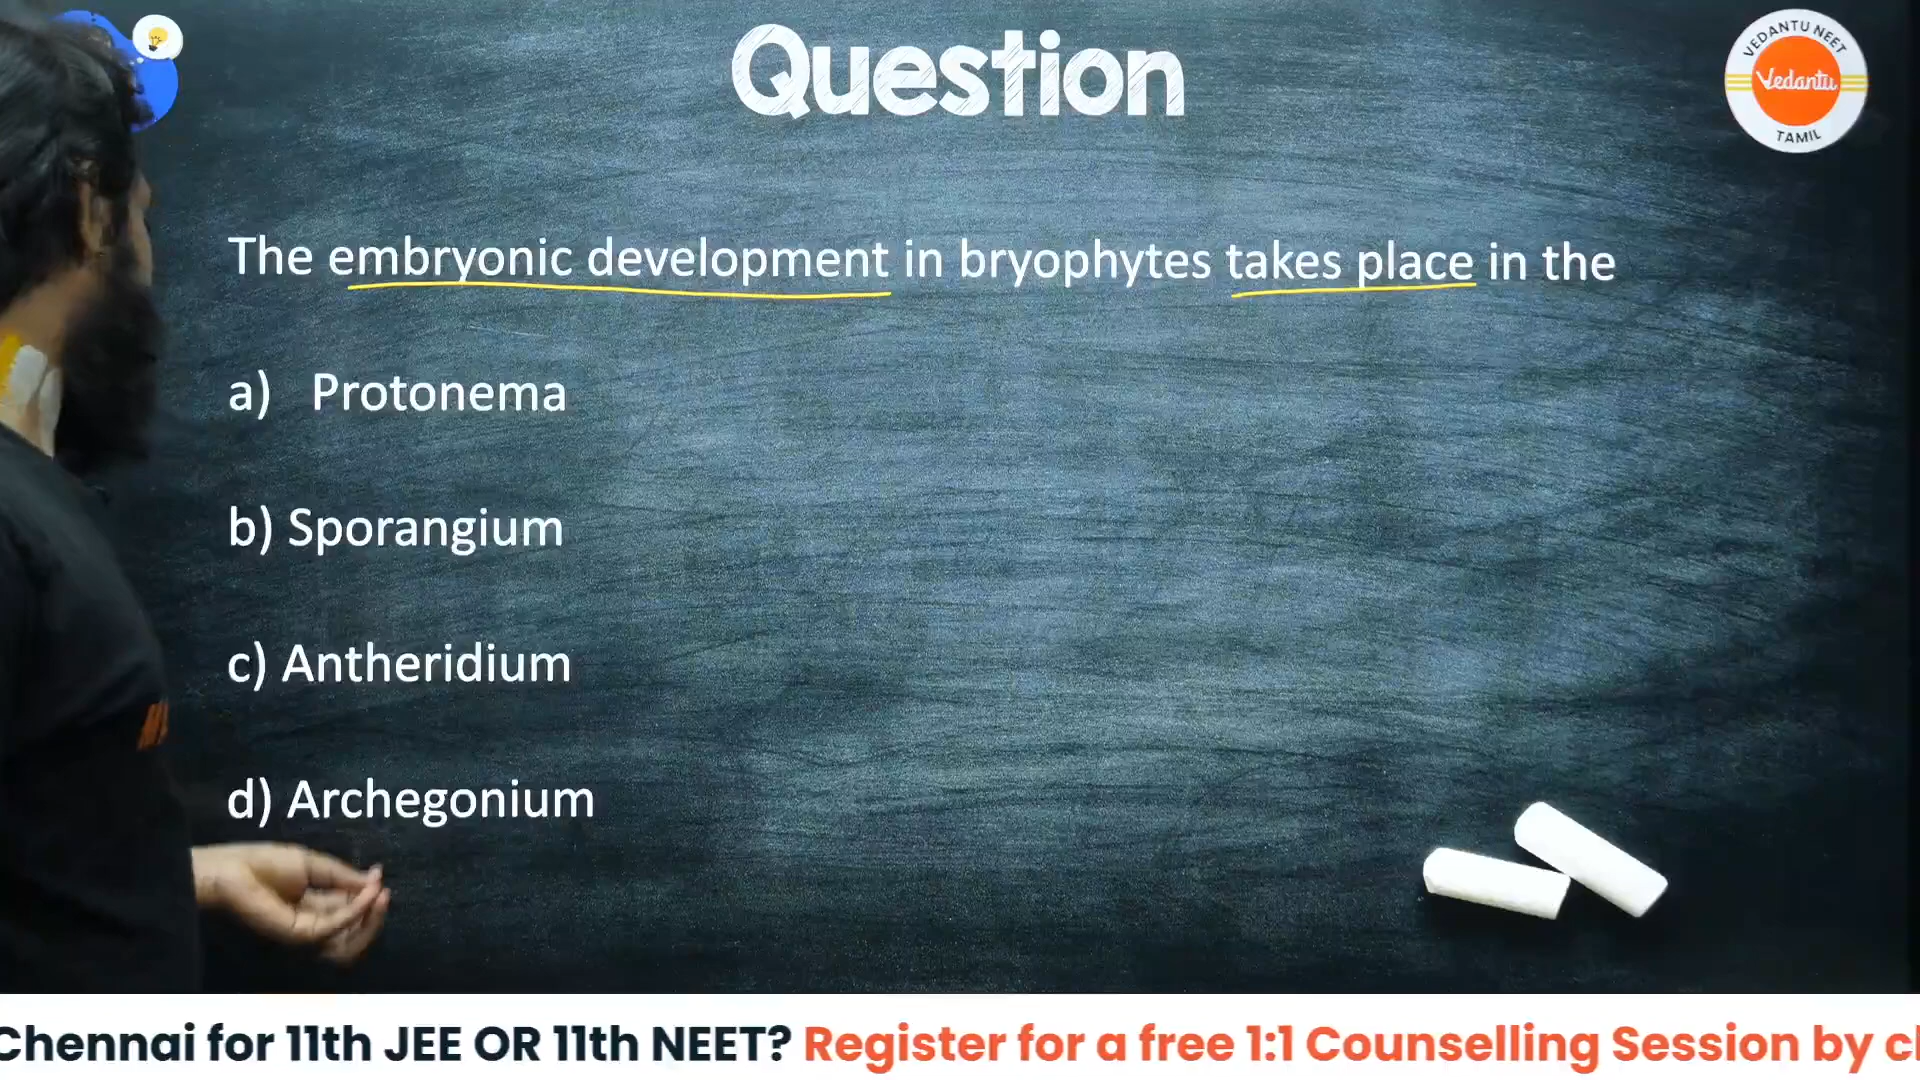 Question
VEDANTU NEET
Vedantu
TAMIL
The embryonic development in bryophytes takes place in the
a) Protonema
b) Sporangium
c) Antheridium
d) Archegonium
Chennai for 11th JEE OR 11th NEET? Register for a free 1:1 Counselling Session by cl